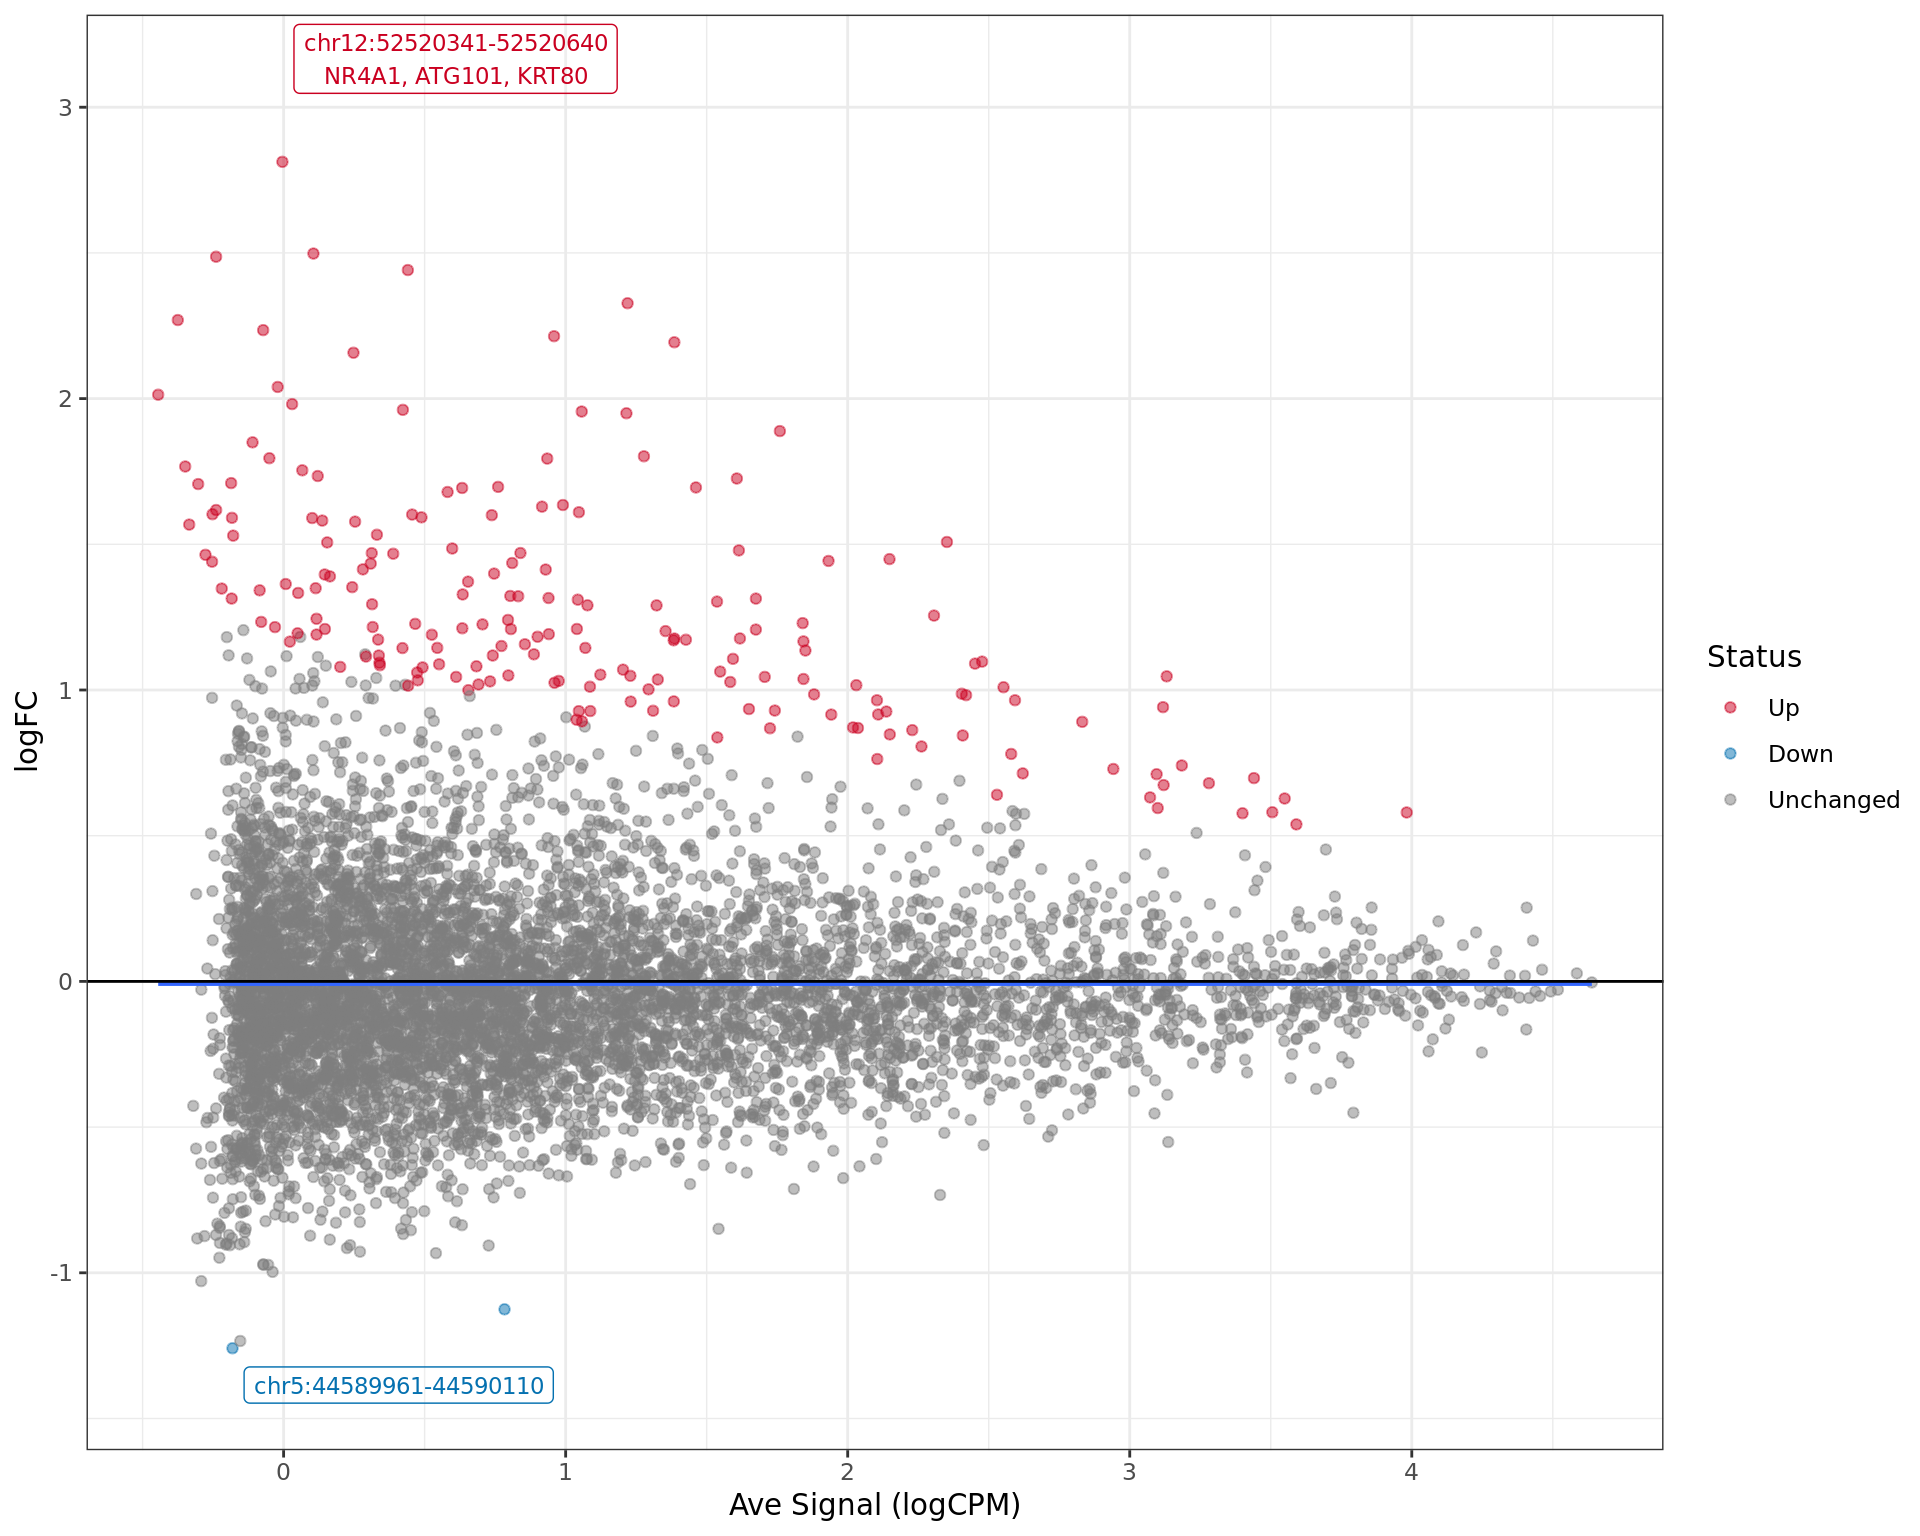 chr12:52520341-52520640
NR4A1, ATG101, KRT80
3
2
1
0
-1
logFC
chr5:44589961-44590110
0
1
2
3
4
Ave Signal (logCPM)
Status
Up
Down
Unchanged